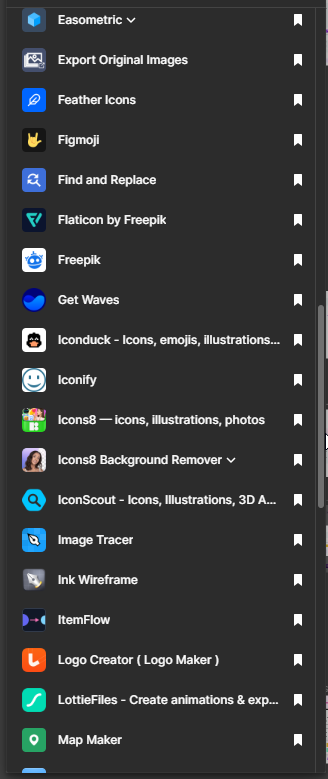 Easometric
Export Original Images
Feather Icons
Figmoji
Find and Replace
Flaticon by Freepik
Freepik
Get Waves
Iconduck - Icons, emojis, illustrations...
Iconify
Icons8 — icons, illustrations, photos
Icons8 Background Remover
IconScout - Icons, Illustrations, 3D A...
Image Tracer
Ink Wireframe
ItemFlow
Logo Creator ( Logo Maker )
LottieFiles - Create animations & exp...
Map Maker